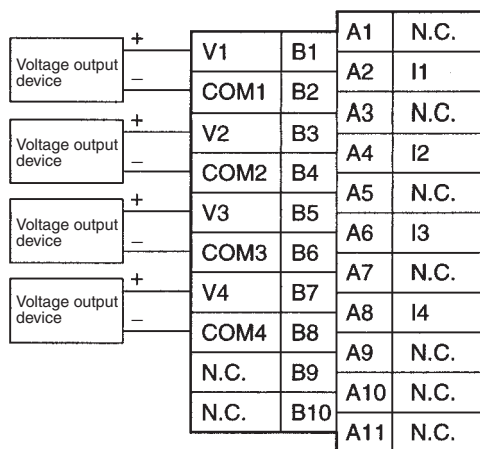 Voltage output
device
+
−
Voltage output
device
+
−
Voltage output
device
+
−
Voltage output
device
+
−
V1 B1
COM1 B2
V2 B3
COM2 B4
V3 B5
COM3 B6
V4 B7
COM4 B8
N.C. B9
N.C. B10
A1 N.C.
A2 I1
A3 N.C.
A4 I2
A5 N.C.
A6 I3
A7 N.C.
A8 I4
A9 N.C.
A10 N.C.
A11 N.C.